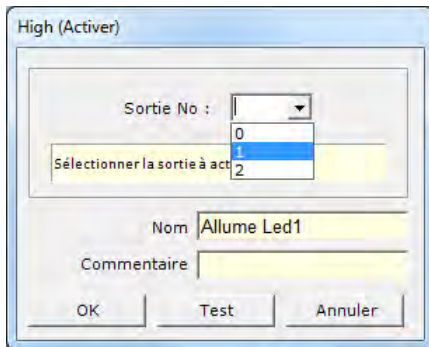 High (Activer)
Sortie No :
0
1
2
Sélectionner la sortie à act
Nom Allume Led1
Commentaire
OK Test Annuler